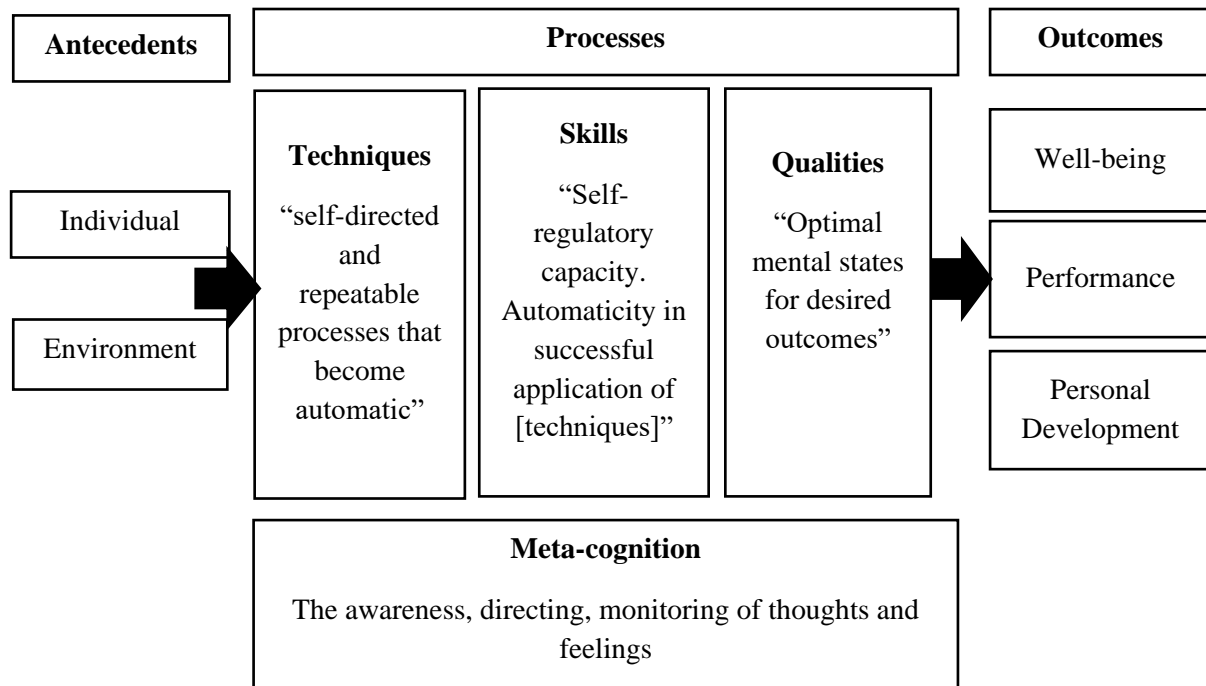 Antecedents
Processes
Outcomes
Individual
Environment
Techniques
“self-directed
and
repeatable
processes that
become
automatic”
Skills
“Self-
regulatory
capacity.
Automaticity in
successful
application of
[techniques]”
Qualities
“Optimal
mental states
for desired
outcomes”
Well-being
Performance
Personal
Development
Meta-cognition
The awareness, directing, monitoring of thoughts and
feelings